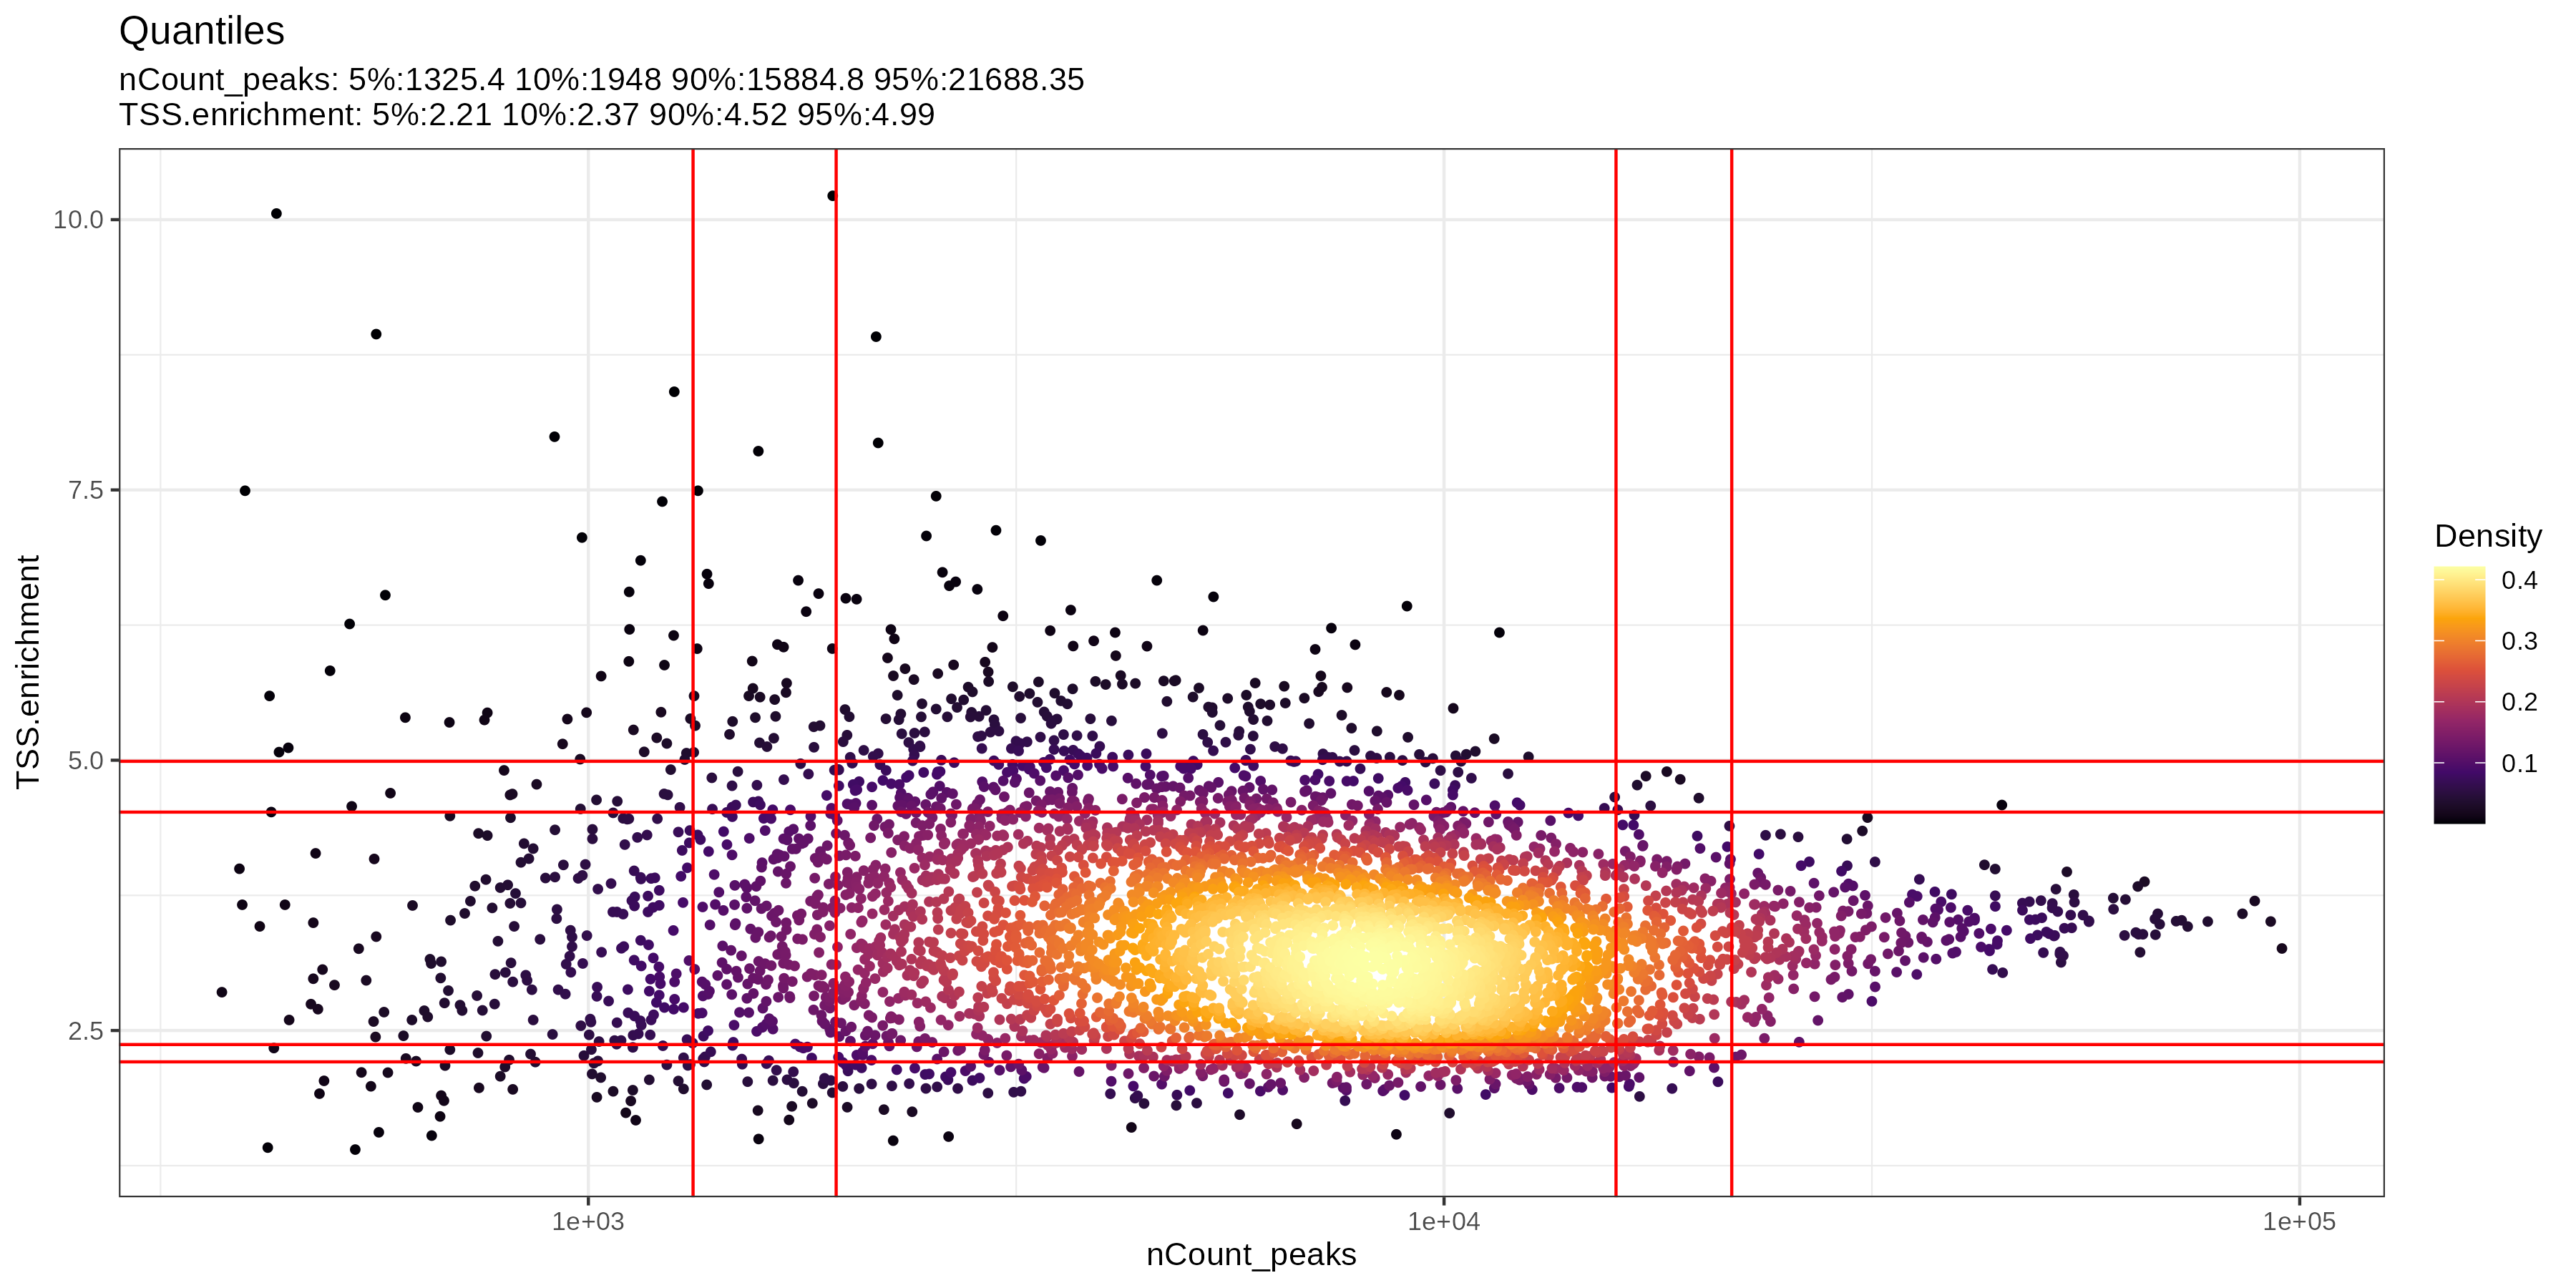 Quantiles
nCount_peaks: 5%:1325.4 10%:1948 90%:15884.8 95%:21688.35
TSS.enrichment: 5%:2.21 10%:2.37 90%:4.52 95%:4.99
10.0
7.5
5.0
2.5
TSS.enrichment
1e+03
1e+04
1e+05
nCount_peaks
Density
0.4
0.3
0.2
0.1